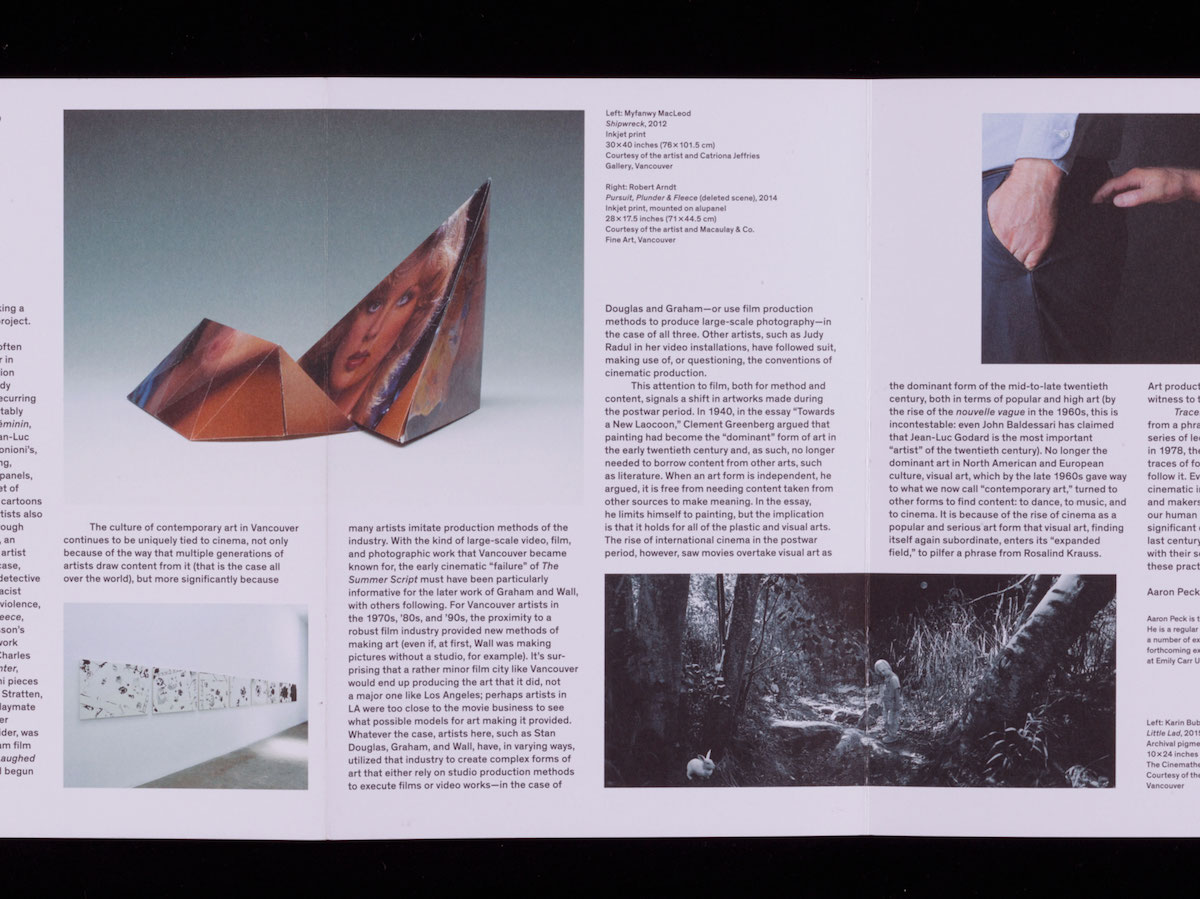 king a
project.
often
r in
ion
dy
ecurring
tably
éminin,
an-Luc
onioni's,
ng,
panels,
et of
cartoons
tists also
ough
, an
artist
case,
detective
acist
violence,
eece,
sson's
work
Charles
nter,
ni pieces
Stratten,
laymate
er
ider, was
am film
aughed
d begun
The culture of contemporary art in Vancouver
continues to be uniquely tied to cinema, not only
because of the way that multiple generations of
artists draw content from it (that is the case all
over the world), but more significantly because
many artists imitate production methods of the
industry. With the kind of large-scale video, film,
and photographic work that Vancouver became
known for, the early cinematic “failure” of The
Summer Script must have been particularly
informative for the later work of Graham and Wall,
with others following. For Vancouver artists in
the 1970s, ’80s, and ’90s, the proximity to a
robust film industry provided new methods of
making art (even if, at first, Wall was making
pictures without a studio, for example). It’s sur-
prising that a rather minor film city like Vancouver
would end up producing the art that it did, not
a major one like Los Angeles; perhaps artists in
LA were too close to the movie business to see
what possible models for art making it provided.
Whatever the case, artists here, such as Stan
Douglas, Graham, and Wall, have, in varying ways,
utilized that industry to create complex forms of
art that either rely on studio production methods
to execute films or video works—in the case of
Left: Myfanwy MacLeod
Shipwreck, 2012
Inkjet print
30×40 inches (76×101.5 cm)
Courtesy of the artist and Catriona Jeffries
Gallery, Vancouver
Right: Robert Arndt
Pursuit, Plunder & Fleece (deleted scene), 2014
Inkjet print, mounted on alupanel
28×17.5 inches (71×44.5 cm)
Courtesy of the artist and Macaulay & Co.
Fine Art, Vancouver
Douglas and Graham—or use film production
methods to produce large-scale photography—in
the case of all three. Other artists, such as Judy
Radul in her video installations, have followed suit,
making use of, or questioning, the conventions of
cinematic production.
This attention to film, both for method and
content, signals a shift in artworks made during
the postwar period. In 1940, in the essay “Towards
a New Laocoon,” Clement Greenberg argued that
painting had become the “dominant” form of art in
the early twentieth century and, as such, no longer
needed to borrow content from other arts, such
as literature. When an art form is independent, he
argued, it is free from needing content taken from
other sources to make meaning. In the essay,
he limits himself to painting, but the implication
is that it holds for all of the plastic and visual arts.
The rise of international cinema in the postwar
period, however, saw movies overtake visual art as
the dominant form of the mid-to-late twentieth
century, both in terms of popular and high art (by
the rise of the nouvelle vague in the 1960s, this is
incontestable: even John Baldessari has claimed
that Jean-Luc Godard is the most important
“artist” of the twentieth century). No longer the
dominant art in North American and European
culture, visual art, which by the late 1960s gave way
to what we now call “contemporary art,” turned to
other forms to find content: to dance, to music, and
to cinema. It is because of the rise of cinema as a
popular and serious art form that visual art, finding
itself again subordinate, enters its “expanded
field,” to pilfer a phrase from Rosalind Krauss.
Art product
witness to t
Trace
from a phra
series of le
in 1978, the
traces of fo
follow it. Ev
cinematic i
and makers
our human
significant
last century
with their s
these pract
Aaron Peck
Aaron Peck is t
He is a regular
a number of ex
forthcoming ex
at Emily Carr U
Left: Karin Bub
Little Lad, 201
Archival pigme
10×24 inches
The Cinemathe
Courtesy of the
Vancouver